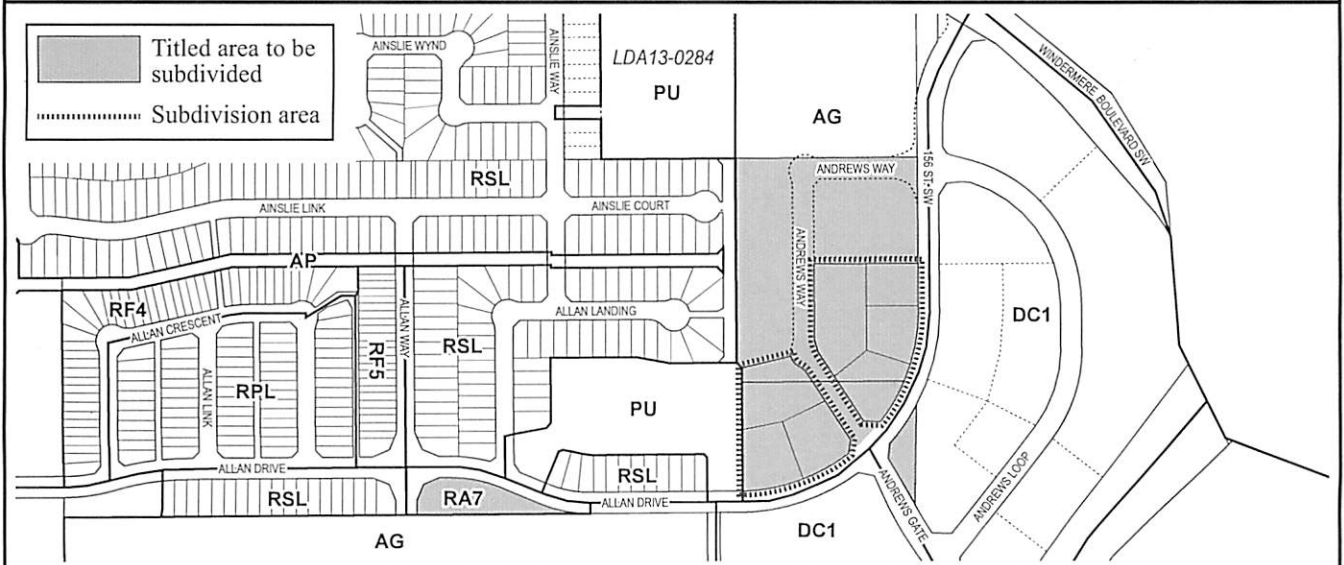 Titled area to be
subdivided
Subdivision area
AINSLIE WYND
AINSLIE WAY
LDA13-0284
PU
AG
WINDERMERE BOULEVARD SW
156 ST-SW
ANDREWS WAY
RSL
AINSLIE LINK
AINSLIE COURT
ANDREWS WAY
AP
RF4
ALLAN CRESCENT
ALLAN WAY
ALLAN LANDING
DC1
RF5
RSL
ALLAN LINK
RPL
PU
ALLAN DRIVE
RSL
RSL
RA7
ALLAN DRIVE
ANDREWS GATE
ANDREWS LOOP
DC1
AG